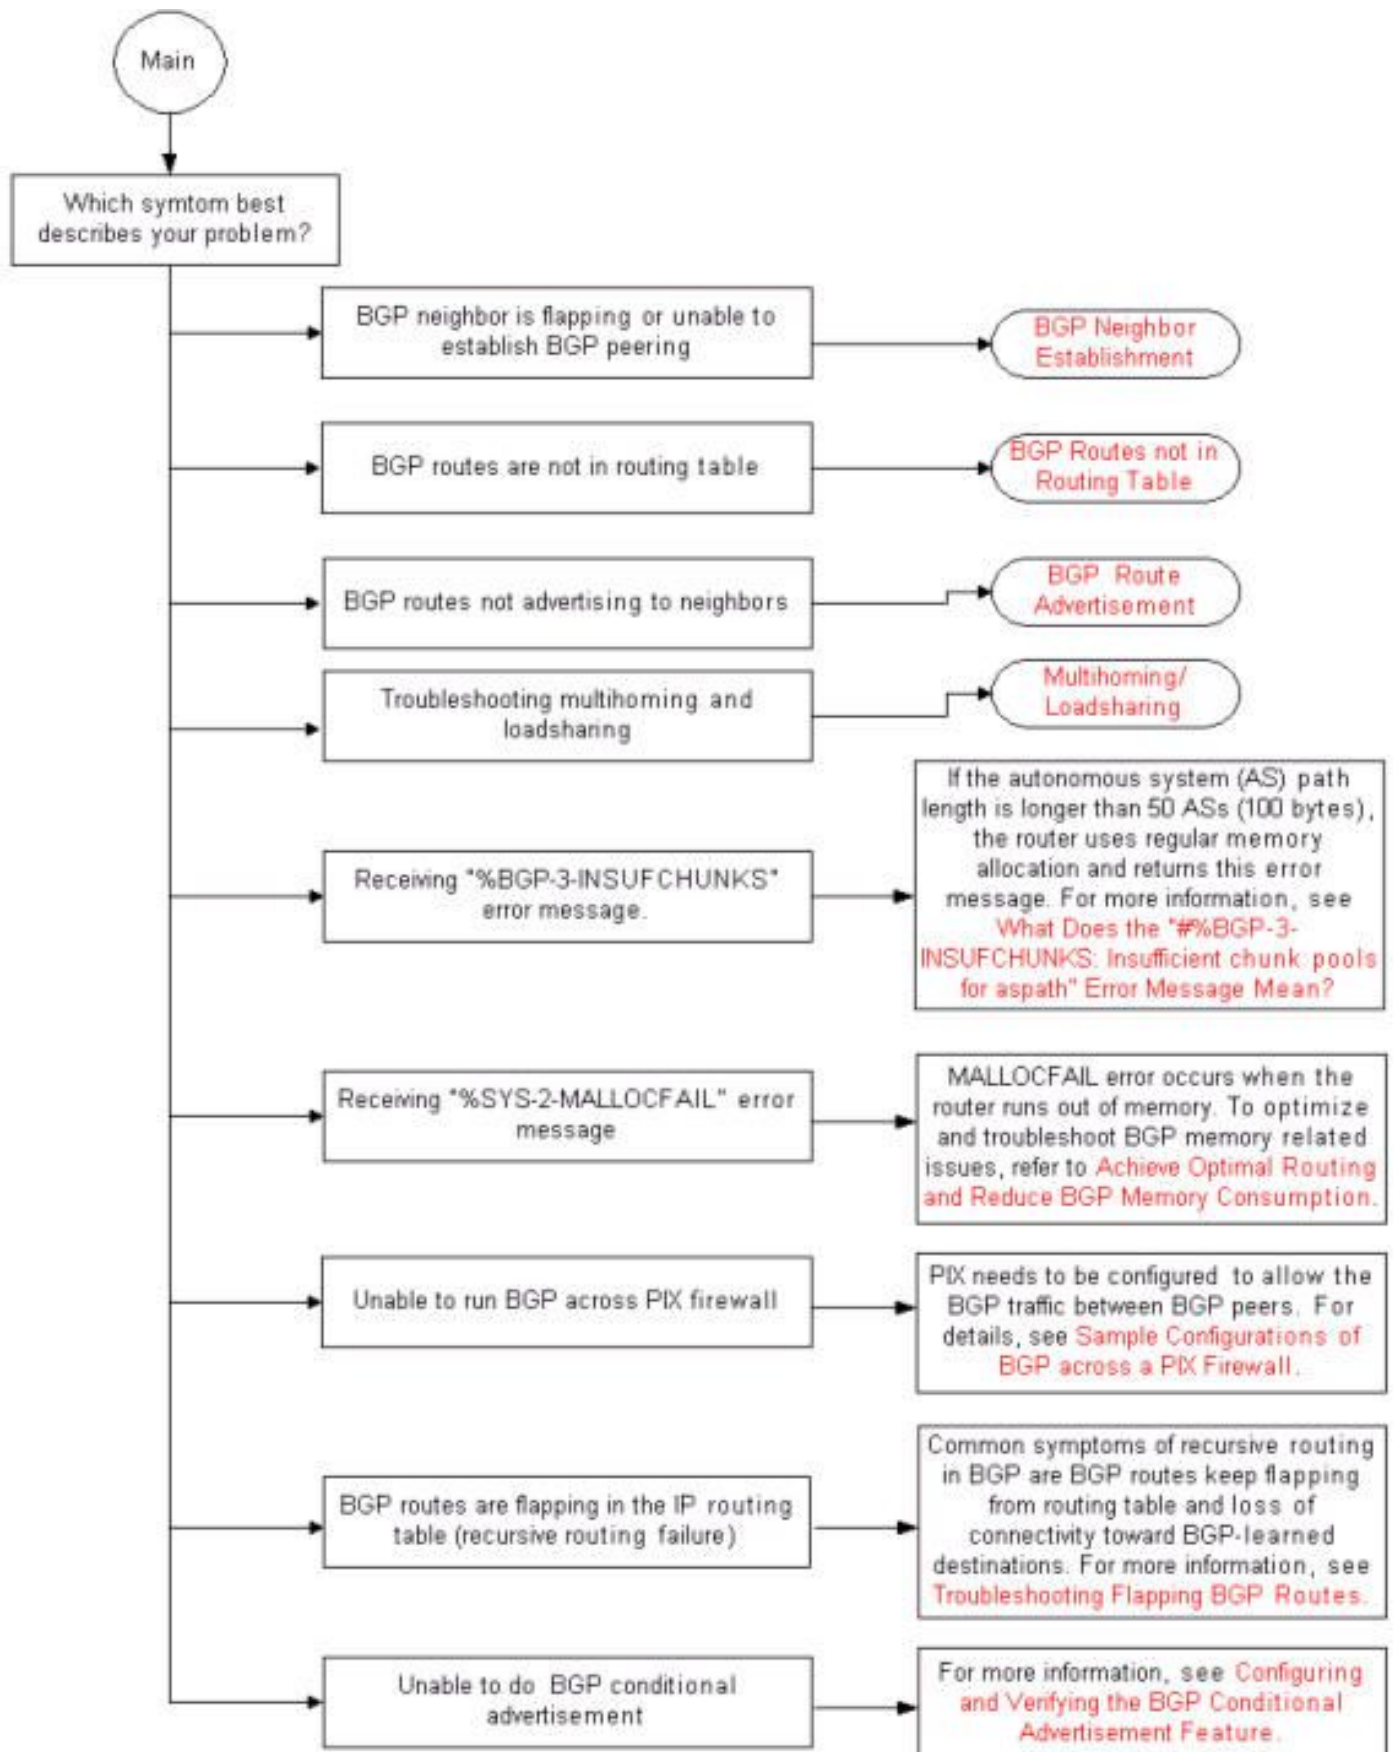 Main
Which symtom best
describes your problem?
BGP neighbor is flapping or unable to
establish BGP peering
BGP Neighbor
Establishment
BGP routes are not in routing table
BGP Routes not in
Routing Table
BGP routes not advertising to neighbors
BGP Route
Advertisement
Troubleshooting multihoming and
loadsharing
Multihoming/
Loadsharing
Receiving "%BGP-3-INSUFCHUNKS"
error message.
If the autonomous system (AS) path
length is longer than 50 ASs (100 bytes),
the router uses regular memory
allocation and returns this error
message. For more information, see
What Does the "#%BGP-3-
INSUFCHUNKS: Insufficient chunk pools
for aspath" Error Message Mean?
Receiving "%SYS-2-MALLOCFAIL" error
message
MALLOCFAIL error occurs when the
router runs out of memory. To optimize
and troubleshoot BGP memory related
issues, refer to Achieve Optimal Routing
and Reduce BGP Memory Consumption.
Unable to run BGP across PIX firewall
PIX needs to be configured to allow the
BGP traffic between BGP peers. For
details, see Sample Configurations of
BGP across a PIX Firewall.
BGP routes are flapping in the IP routing
table (recursive routing failure)
Common symptoms of recursive routing
in BGP are BGP routes keep flapping
from routing table and loss of
connectivity toward BGP-learned
destinations. For more information, see
Troubleshooting Flapping BGP Routes.
Unable to do BGP conditional
advertisement
For more information, see Configuring
and Verifying the BGP Conditional
Advertisement Feature.